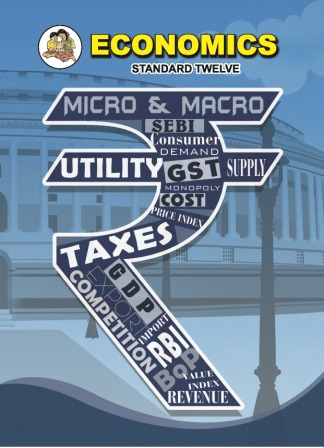 ECONOMICS
STANDARD TWELVE
MICRO & MACRO
SEBI
Consumer
DEMAND
UTILITY GST SUPPLY
MONOPOLY
COST
PRICE INDEX
TAXES
GDP
EXPORT
COMPETITION
IMPORT
RBI
BOP
VALUE
INDEX
REVENUE